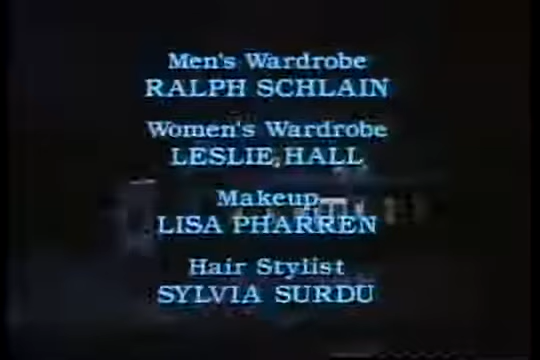 Men's Wardrobe
RALPH SCHLAIN
Women's Wardrobe
LESLIE HALL
Makeup
LISA PHARREN
Hair Stylist
SYLVIA SURDU